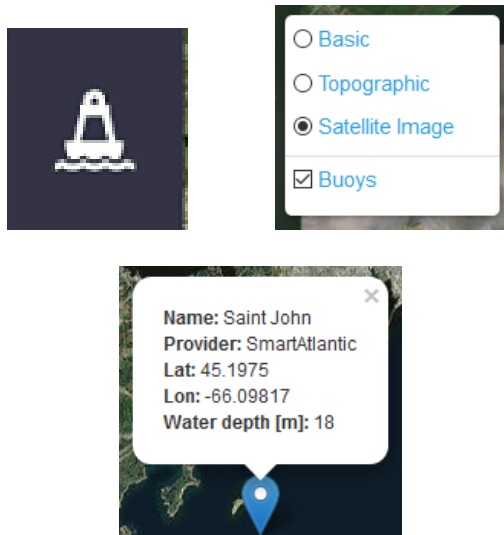 Basic
Topographic
Satellite Image
Buoys
×
Name: Saint John
Provider: SmartAtlantic
Lat: 45.1975
Lon: -66.09817
Water depth [m]: 18